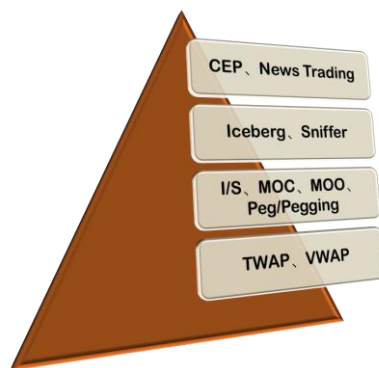 CEP、News Trading
Iceberg、Sniffer
I/S、MOC、MOO、
Peg/Pegging
TWAP、VWAP